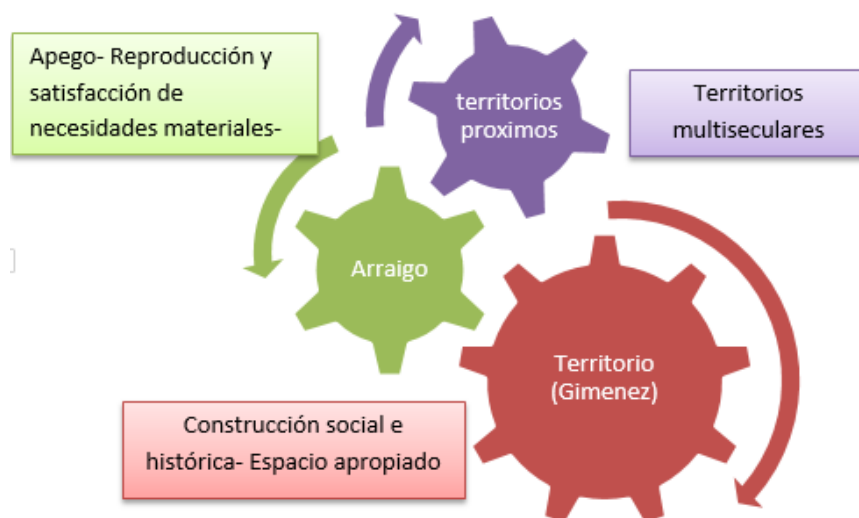 Apego- Reproducción y
satisfacción de
necesidades materiales-
territorios
proximos
Territorios
multiseculares
Arraigo
Territorio
(Gimenez)
Construcción social e
histórica- Espacio apropiado